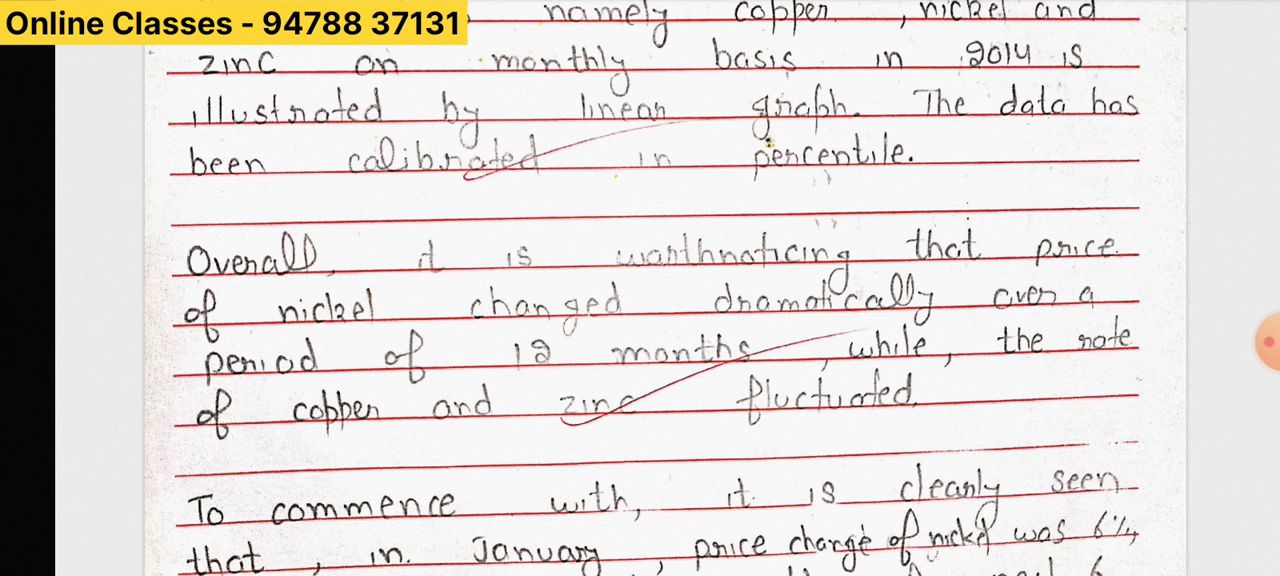 Online Classes - 94788 37131
namely copper , nickel and
zinc on monthly basis in 2014 is
illustrated by linear graph. The data has
been calibrated in percentile.
Overall, it is worthnoticing that price
of nickel changed dramatically over a
period of 12 months , while , the rate
of copper and zinc fluctuated.
To commence with, it is clearly seen
that , in January , price change of nickel was 6%,